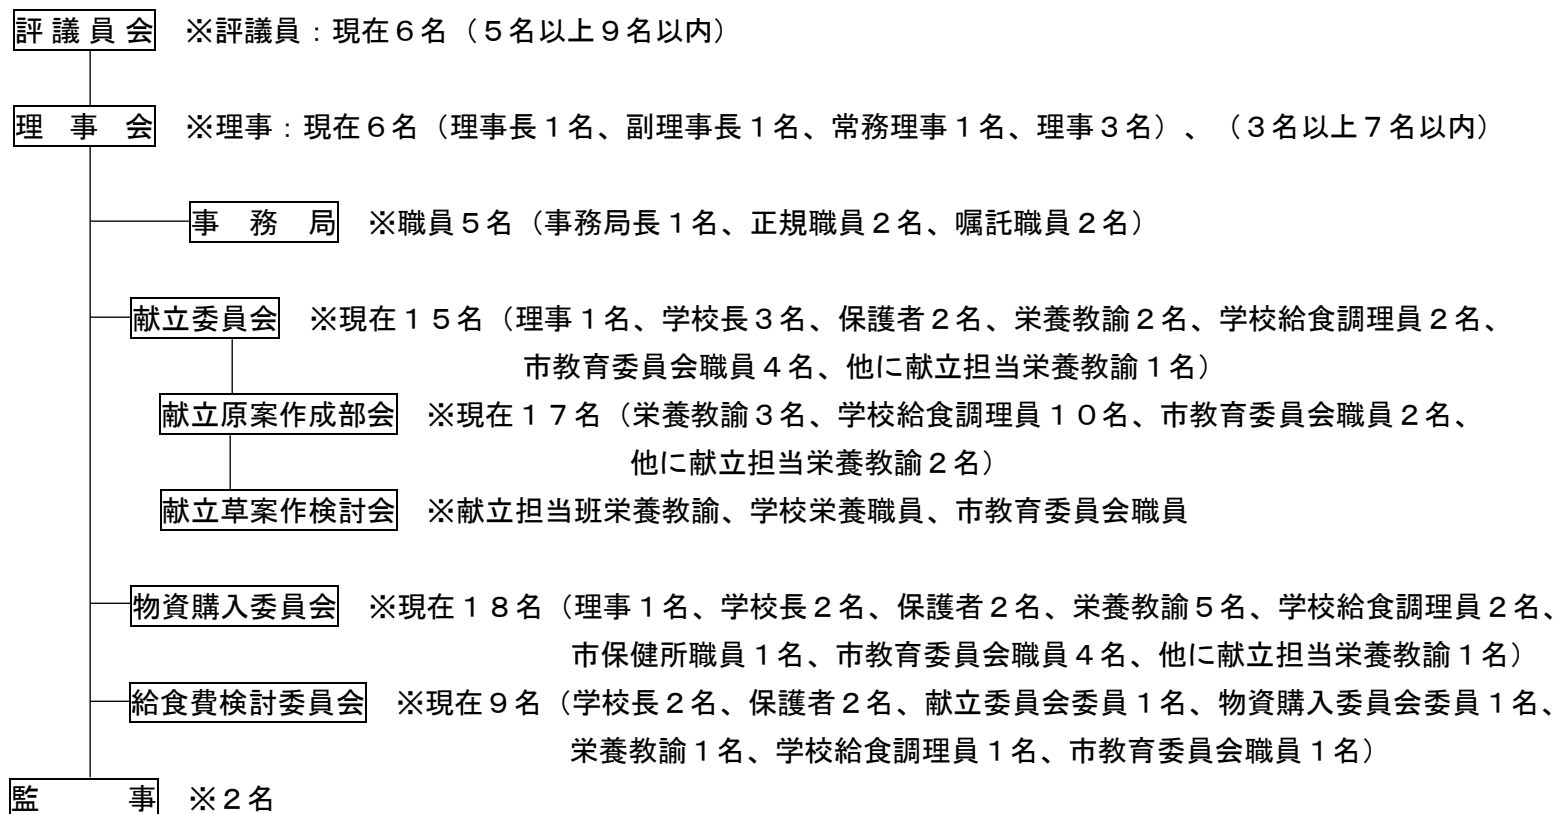 評議員会　※評議員：現在６名（５名以上９名以内）
理事会　※理事：現在６名（理事長１名、副理事長１名、常務理事１名、理事３名）、（３名以上７名以内）
事務局　※職員５名（事務局長１名、正規職員２名、嘱託職員２名）
献立委員会　※現在１５名（理事１名、学校長３名、保護者２名、栄養教諭２名、学校給食調理員２名、
市教育委員会職員４名、他に献立担当栄養教諭１名）
献立原案作成部会　※現在１７名（栄養教諭３名、学校給食調理員１０名、市教育委員会職員２名、
他に献立担当栄養教諭２名）
献立草案作検討会　※献立担当班栄養教諭、学校栄養職員、市教育委員会職員
物資購入委員会　※現在１８名（理事１名、学校長２名、保護者２名、栄養教諭５名、学校給食調理員２名、
市保健所職員１名、市教育委員会職員４名、他に献立担当栄養教諭１名）
給食費検討委員会　※現在９名（学校長２名、保護者２名、献立委員会委員１名、物資購入委員会委員１名、
栄養教諭１名、学校給食調理員１名、市教育委員会職員１名）
監事　※２名